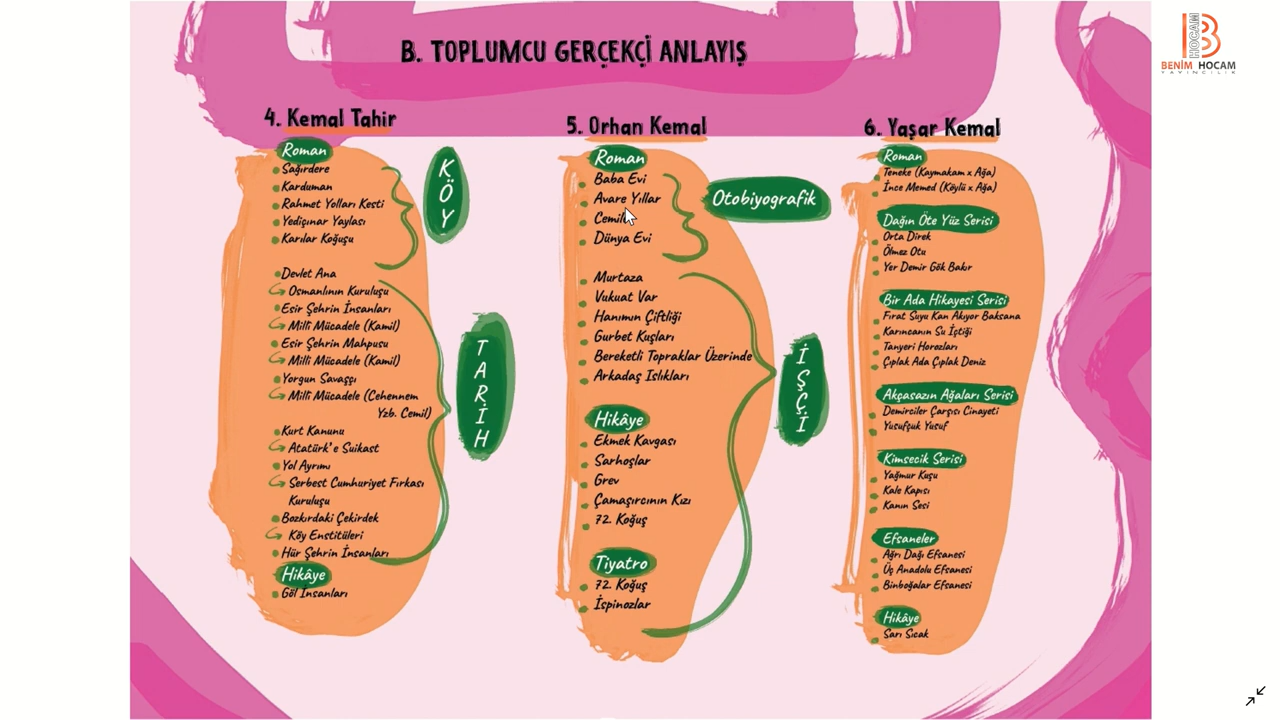 B. TOPLUMCU GERÇEKÇİ ANLAYIŞ
BENİM HOCAM
YAYINCILIK
4. Kemal Tahir
Roman
Sağırdere
Karduman
Rahmet Yolları Kesti
Yediçınar Yaylası
Karılar Koğuşu
KÖY
Devlet Ana
Osmanlının Kuruluşu
Esir Şehrin İnsanları
Milli Mücadele (Kamil)
Esir Şehrin Mahpusu
Milli Mücadele (Kamil)
Yorgun Savaşçı
Milli Mücadele (Cehennem
Yzb. Cemil)
Kurt Kanunu
Atatürk'e Suikast
Yol Ayrımı
Serbest Cumhuriyet Fırkası
Kuruluşu
Bozkırdaki Çekirdek
Köy Enstitüleri
Hür Şehrin İnsanları
TARİH
Hikâye
Göl İnsanları
5. Orhan Kemal
Roman
Baba Evi
Avare Yıllar
Cemile
Dünya Evi
Otobiyografik
Murtaza
Vukuat Var
Hanımın Çiftliği
Gurbet Kuşları
Bereketli Topraklar Üzerinde
Arkadaş Islıkları
İŞÇİ
Hikâye
Ekmek Kavgası
Sarhoşlar
Grev
Çamaşırcının Kızı
72. Koğuş
Tiyatro
72. Koğuş
İspinozlar
6. Yaşar Kemal
Roman
Teneke (Kaymakam x Ağa)
İnce Memed (Köylü x Ağa)
Dağın Öte Yüz Serisi
Orta Direk
Ölmez Otu
Yer Demir Gök Bakır
Bir Ada Hikayesi Serisi
Fırat Suyu Kan Akıyor Baksana
Karıncanın Su İçtiği
Tanyeri Horozları
Çıplak Ada Çıplak Deniz
Akçasazın Ağaları Serisi
Demirciler Çarşısı Cinayeti
Yusufçuk Yusuf
Kimsecik Serisi
Yağmur Kuşu
Kale Kapısı
Kanın Sesi
Efsaneler
Ağrı Dağı Efsanesi
Üç Anadolu Efsanesi
Binboğalar Efsanesi
Hikâye
Sarı Sıcak